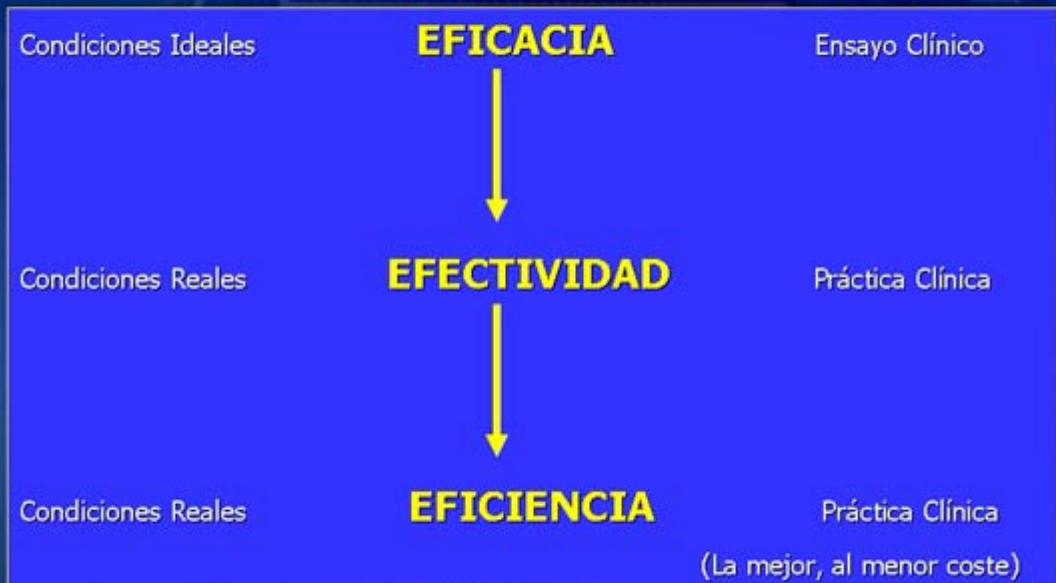 Condiciones Ideales EFICACIA Ensayo Clínico
Condiciones Reales EFECTIVIDAD Práctica Clínica
Condiciones Reales EFICIENCIA Práctica Clínica
(La mejor, al menor coste)